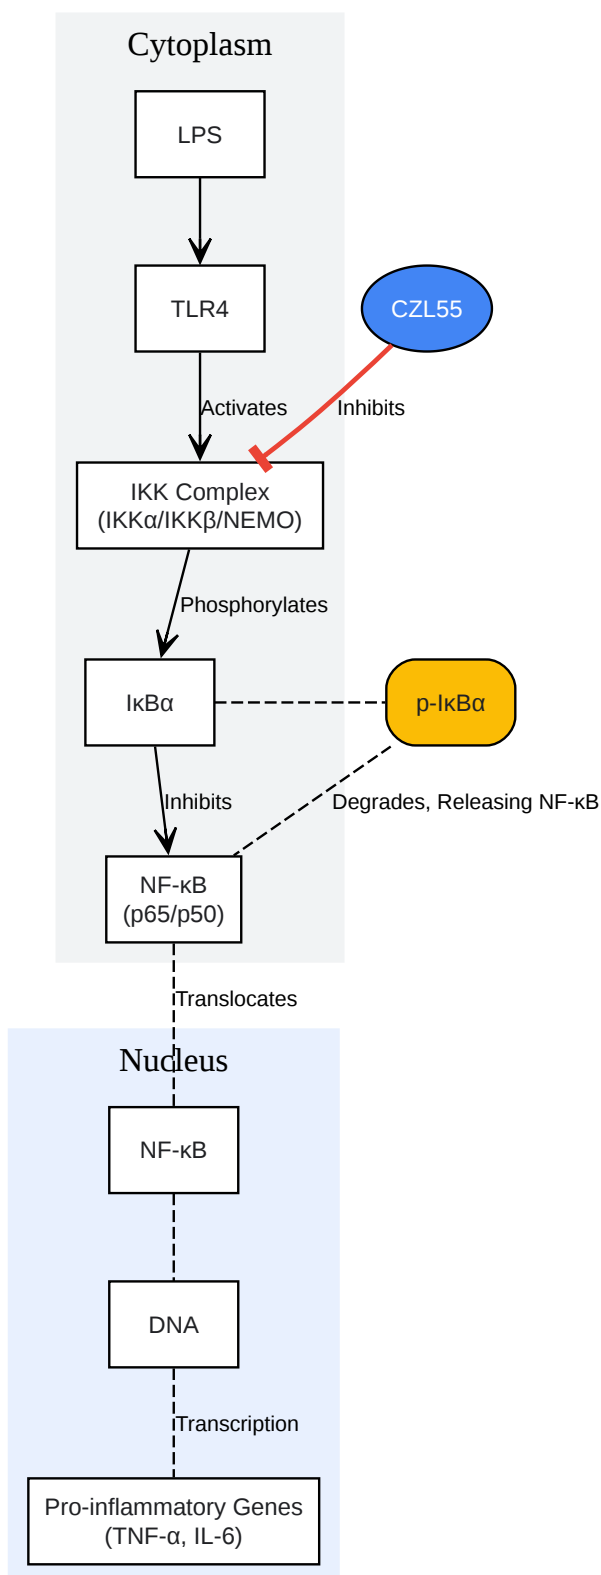 Cytoplasm
LPS
TLR4
CZL55
Activates
Inhibits
IKK Complex
(IKKα/IKKβ/NEMO)
Phosphorylates
IκBα
p-IκBα
Inhibits
Degrades, Releasing NF-κB
NF-κB
(p65/p50)
Translocates
Nucleus
NF-κB
DNA
Transcription
Pro-inflammatory Genes
(TNF-α, IL-6)